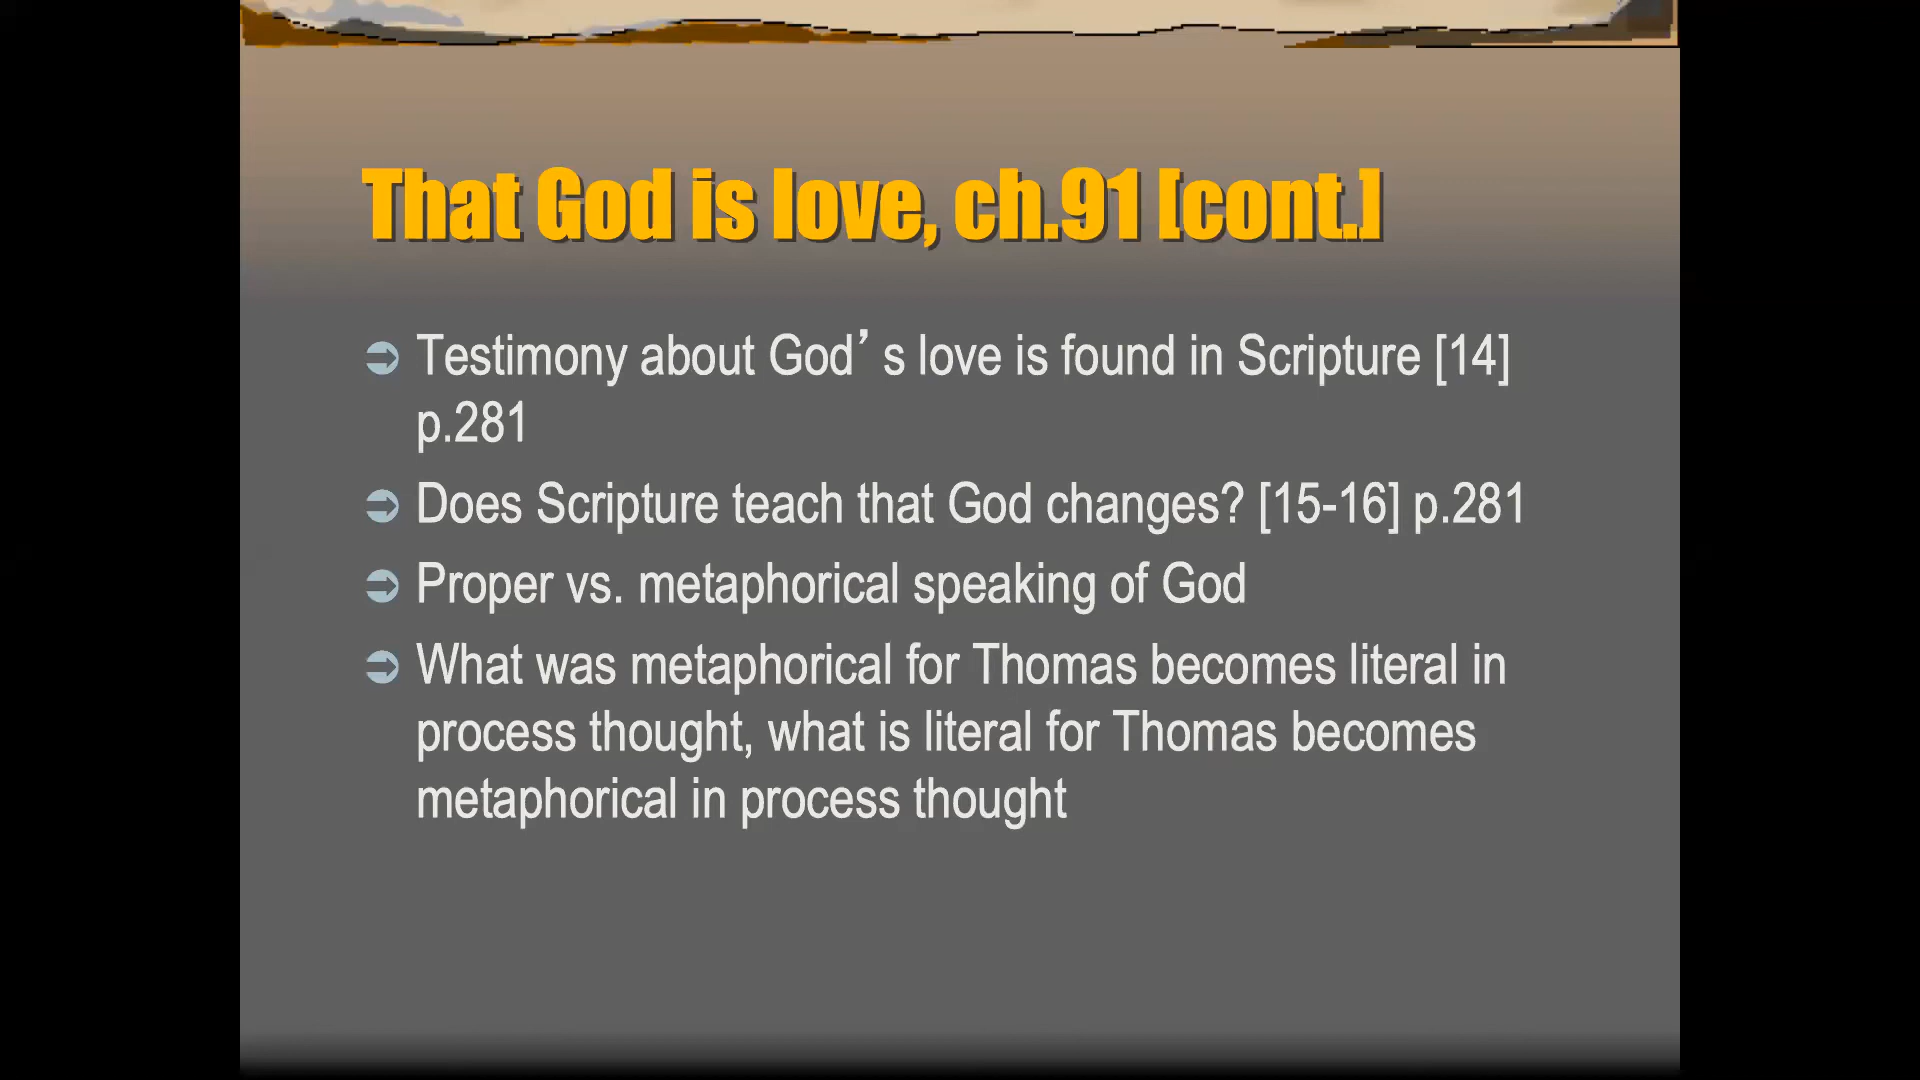 That God is love, ch.91 [cont.]
Testimony about God’s love is found in Scripture [14]
p.281
Does Scripture teach that God changes? [15-16] p.281
Proper vs. metaphorical speaking of God
What was metaphorical for Thomas becomes literal in
process thought, what is literal for Thomas becomes
metaphorical in process thought